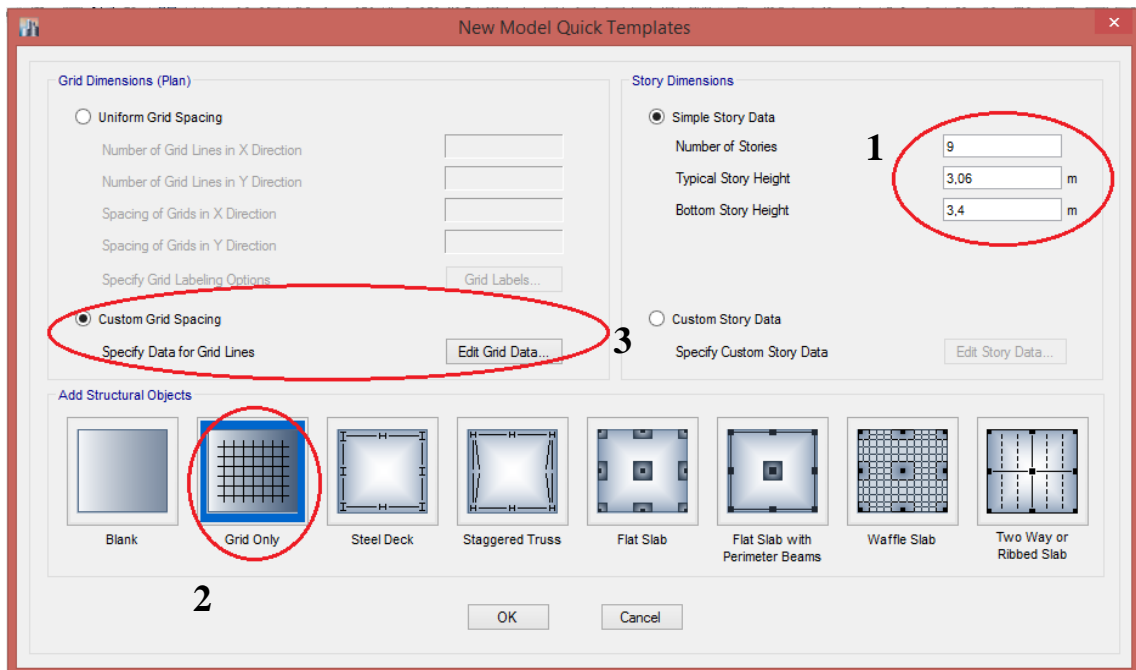 New Model Quick Templates
Grid Dimensions (Plan)
Uniform Grid Spacing
Number of Grid Lines in X Direction
Number of Grid Lines in Y Direction
Spacing of Grids in X Direction
Spacing of Grids in Y Direction
Specify Grid Labeling Options
Grid Labels...
Custom Grid Spacing
Specify Data for Grid Lines
Edit Grid Data...
3
Story Dimensions
Simple Story Data
1
Number of Stories
9
Typical Story Height
3,06
m
Bottom Story Height
3,4
m
Custom Story Data
Specify Custom Story Data
Edit Story Data...
Add Structural Objects
Blank
Grid Only
Steel Deck
Staggered Truss
Flat Slab
Flat Slab with
Perimeter Beams
Waffle Slab
Two Way or
Ribbed Slab
2
OK
Cancel